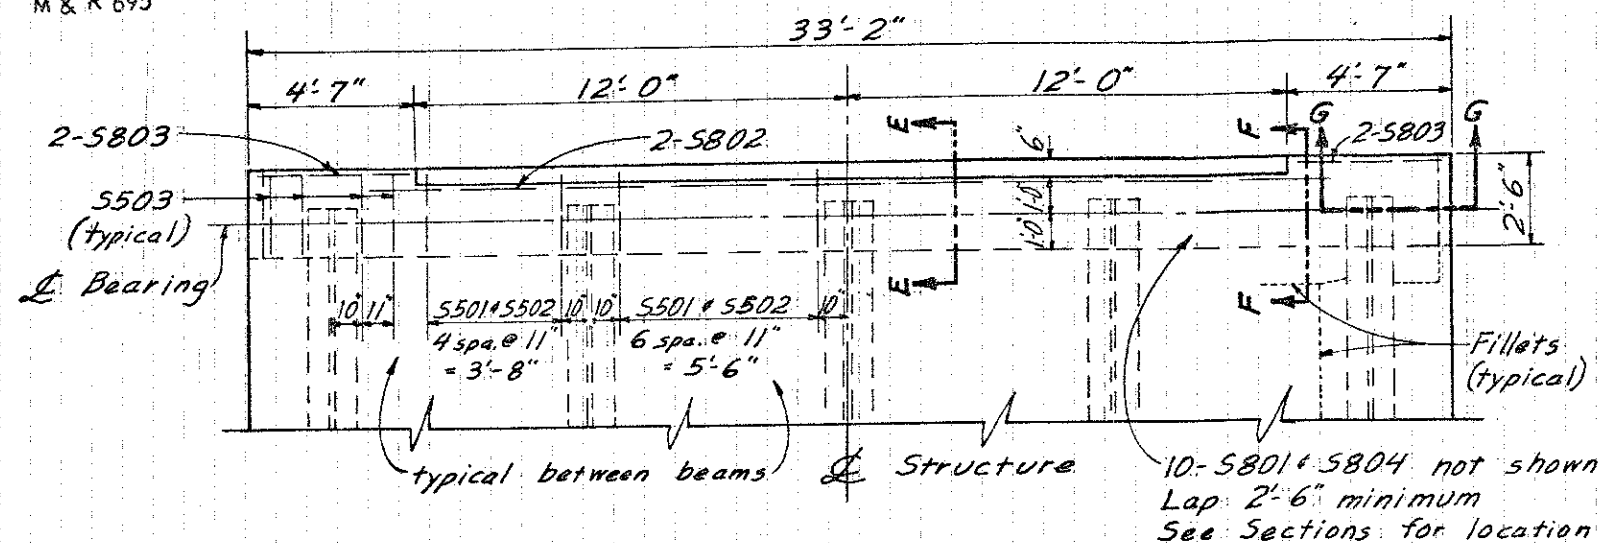 M & R 695
33'-2"
4'-7"
12'-0"
12'-0"
4'-7"
2-S803
2-S802
E
6"
F
G
G
2-S803
S503
(typical)
1'-0" 1'-0"
2'-6"
℄ Bearing
E
F
10" 11"
S501 & S502
10" 10"
S501 & S502
10"
4 spa. @ 11"
= 3'-8"
6 spa. @ 11"
= 5'-6"
Fillets
(typical)
typical between beams
℄ Structure
10-S801 & S804 not shown
Lap 2'-6" minimum
See Sections for location